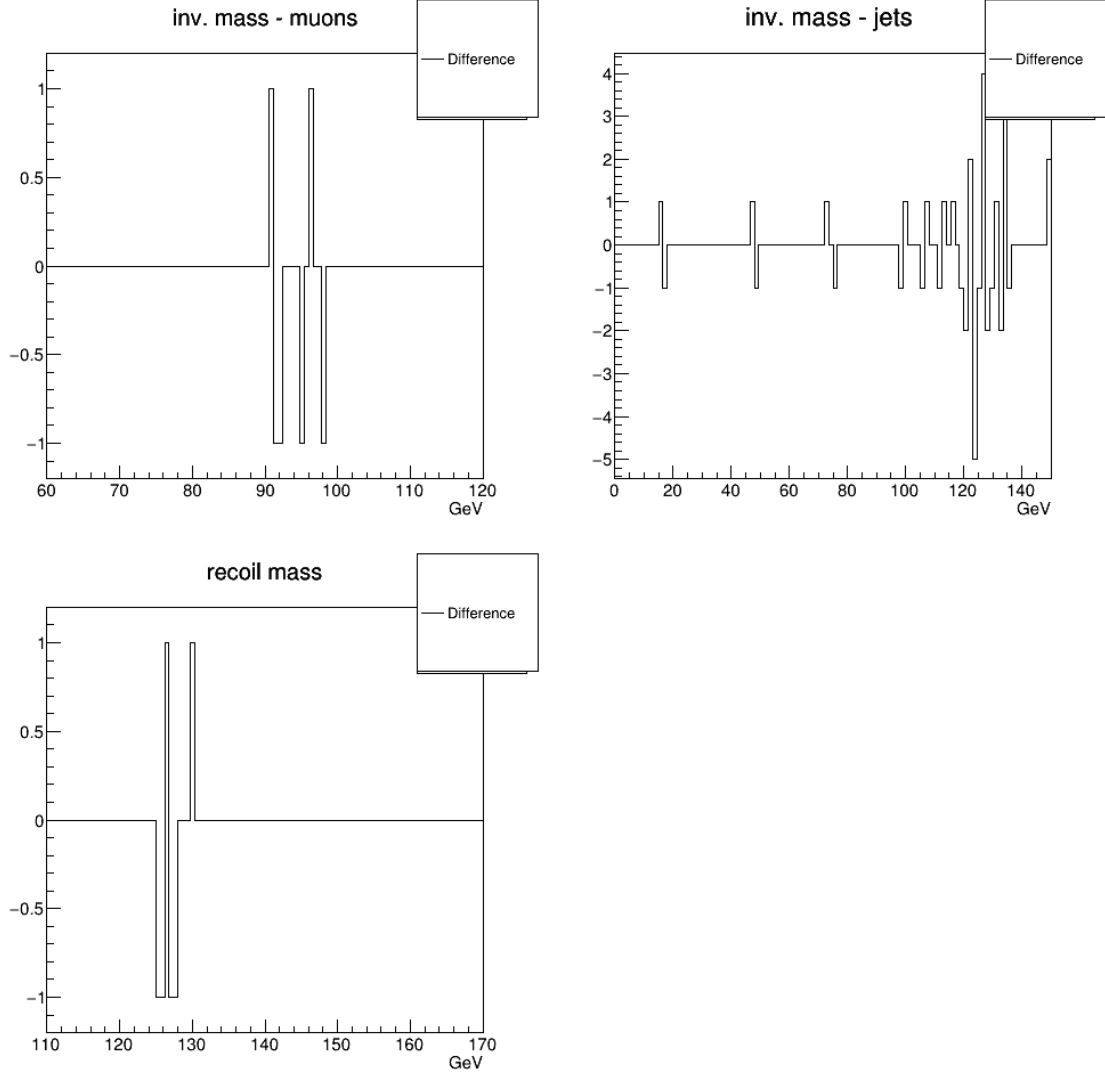 inv. mass - muons
Difference
1
0.5
0
−0.5
−1
60 70 80 90 100 110 120
GeV
inv. mass - jets
Difference
4
3
2
1
0
−1
−2
−3
−4
−5
0 20 40 60 80 100 120 140
GeV
recoil mass
Difference
1
0.5
0
−0.5
−1
110 120 130 140 150 160 170
GeV